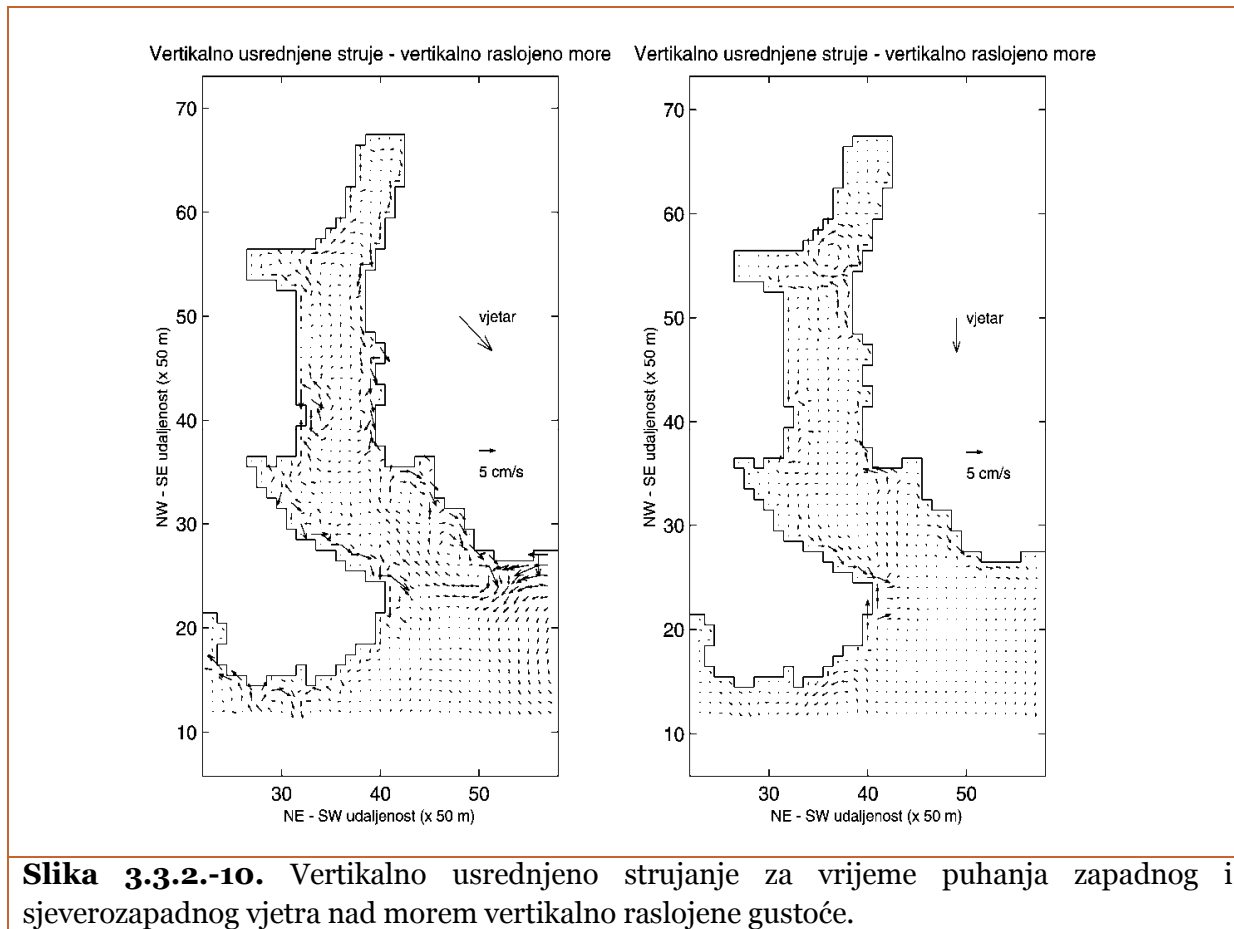 Vertikalno usrednjene struje - vertikalno raslojeno more
70
60
50
40
30
20
10
NW - SE udaljenost (x 50 m)
vjetar
5 cm/s
30
40
50
NE - SW udaljenost (x 50 m)
Vertikalno usrednjene struje - vertikalno raslojeno more
70
60
50
40
30
20
10
NW - SE udaljenost (x 50 m)
vjetar
5 cm/s
30
40
50
NE - SW udaljenost (x 50 m)
Slika 3.3.2.-10. Vertikalno usrednjeno strujanje za vrijeme puhanja zapadnog i
sjeverozapadnog vjetra nad morem vertikalno raslojene gustoće.